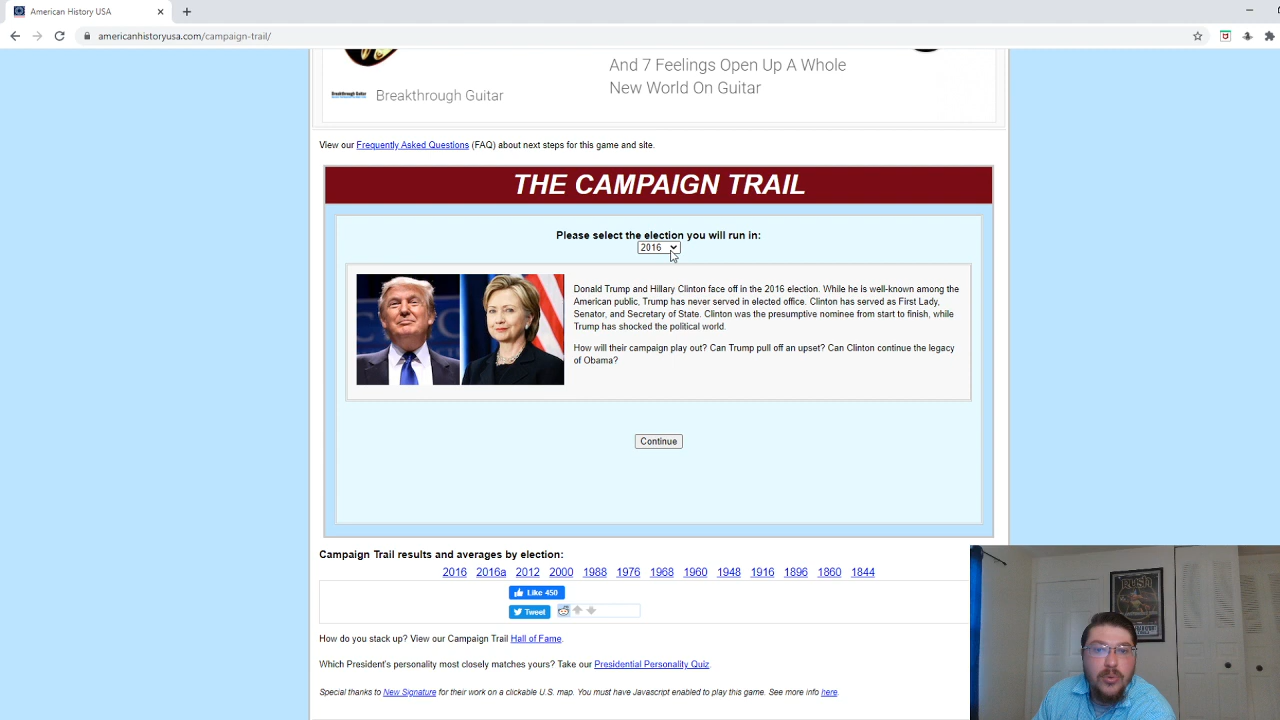 American History USA
americanhistoryusa.com/campaign-trail/
And 7 Feelings Open Up A Whole
New World On Guitar
Breakthrough Guitar
Breakthrough Guitar
View our Frequently Asked Questions (FAQ) about next steps for this game and site.
THE CAMPAIGN TRAIL
Please select the election you will run in:
2016
Donald Trump and Hillary Clinton face off in the 2016 election. While he is well-known among the
American public, Trump has never served in elected office. Clinton has served as First Lady,
Senator, and Secretary of State. Clinton was the presumptive nominee from start to finish, while
Trump has shocked the political world.
How will their campaign play out? Can Trump pull off an upset? Can Clinton continue the legacy
of Obama?
Continue
Campaign Trail results and averages by election:
2016 2016a 2012 2000 1988 1976 1968 1960 1948 1916 1896 1860 1844
Like 450
Tweet
How do you stack up? View our Campaign Trail Hall of Fame.
Which President's personality most closely matches yours? Take our Presidential Personality Quiz.
Special thanks to New Signature for their work on a clickable U.S. map. You must have Javascript enabled to play this game. See more info here.